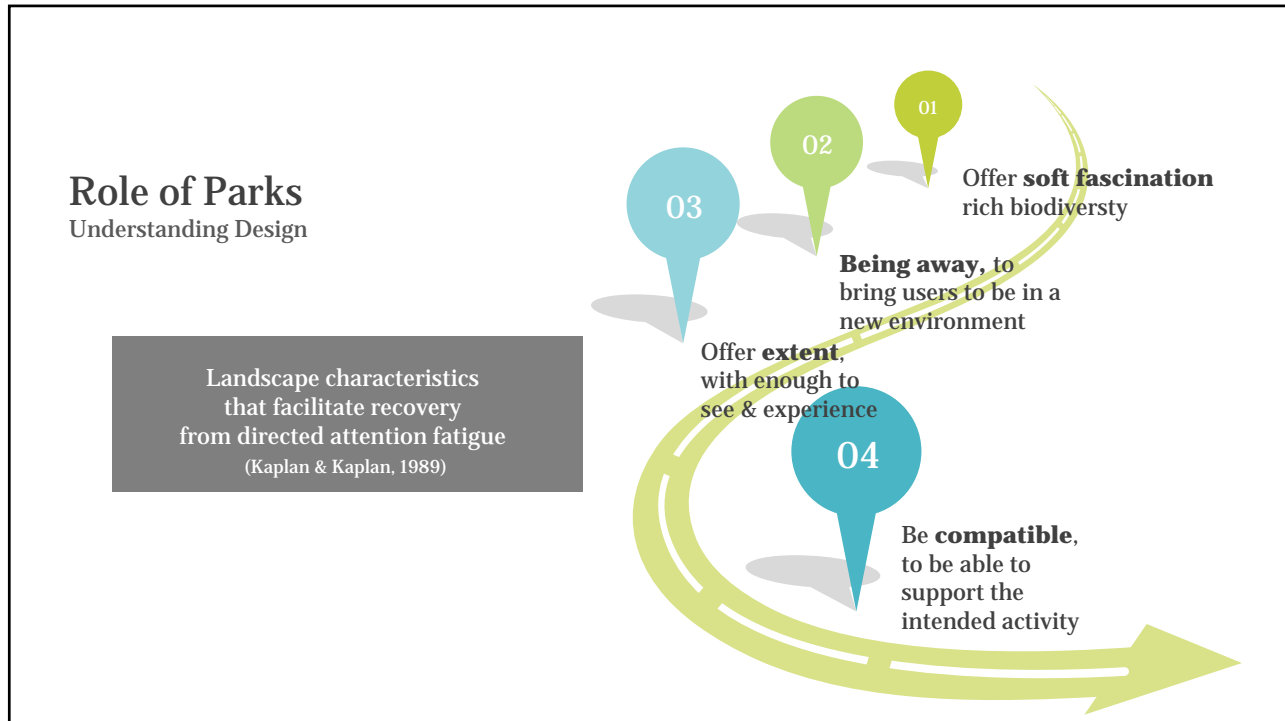 Role of Parks
Understanding Design
Landscape characteristics
that facilitate recovery
from directed attention fatigue
(Kaplan & Kaplan, 1989)
01
Offer soft fascination
rich biodiversty
02
Being away, to
bring users to be in a
new environment
03
Offer extent,
with enough to
see & experience
04
Be compatible,
to be able to
support the
intended activity